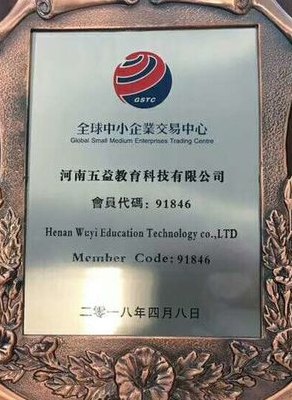 GSTC
全球中小企業交易中心
Global Small Medium Enterprises Trading Centre
河南五益教育科技有限公司
會員代碼: 91846
Henan Wuyi Education Technology co.,LTD
Member Code: 91846
二零一八年四月八日